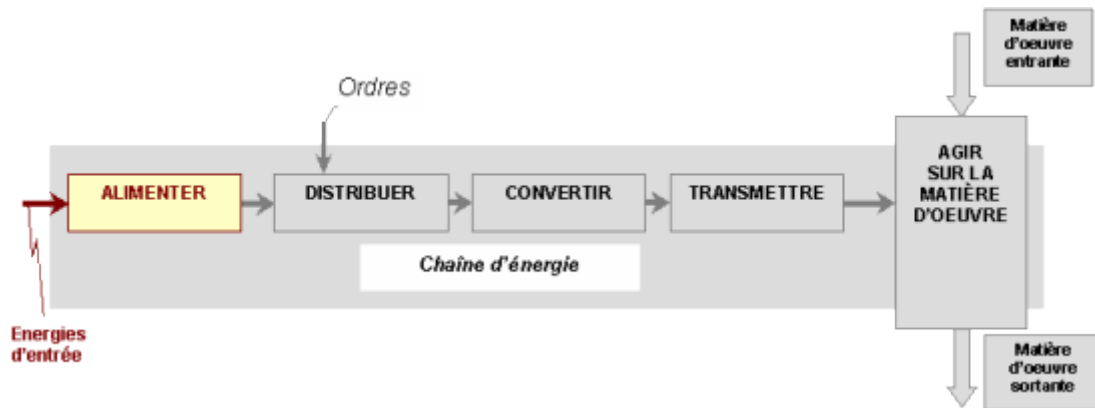 Matière
d'oeuvre
entrante
Ordres
ALIMENTER
DISTRIBUER
CONVERTIR
TRANSMETTRE
AGIR
SUR LA
MATIÈRE
D'OEUVRE
Chaîne d'énergie
Energies
d'entrée
Matière
d'oeuvre
sortante